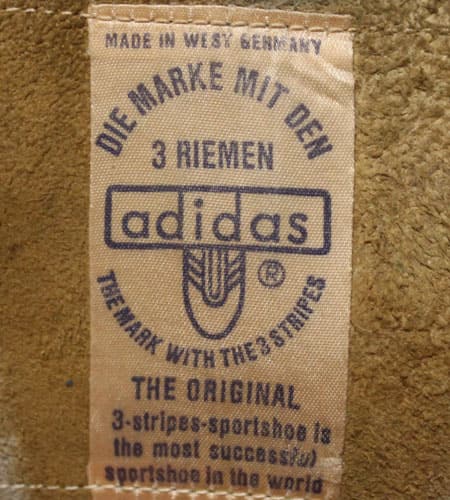 MADE IN WEST GERMANY
DIE MARKE MIT DEN
3 RIEMEN
adidas
®
THE MARK WITH THE 3 STRIPES
THE ORIGINAL
3-stripes-sportshoe is
the most successful
sportshoe in the world